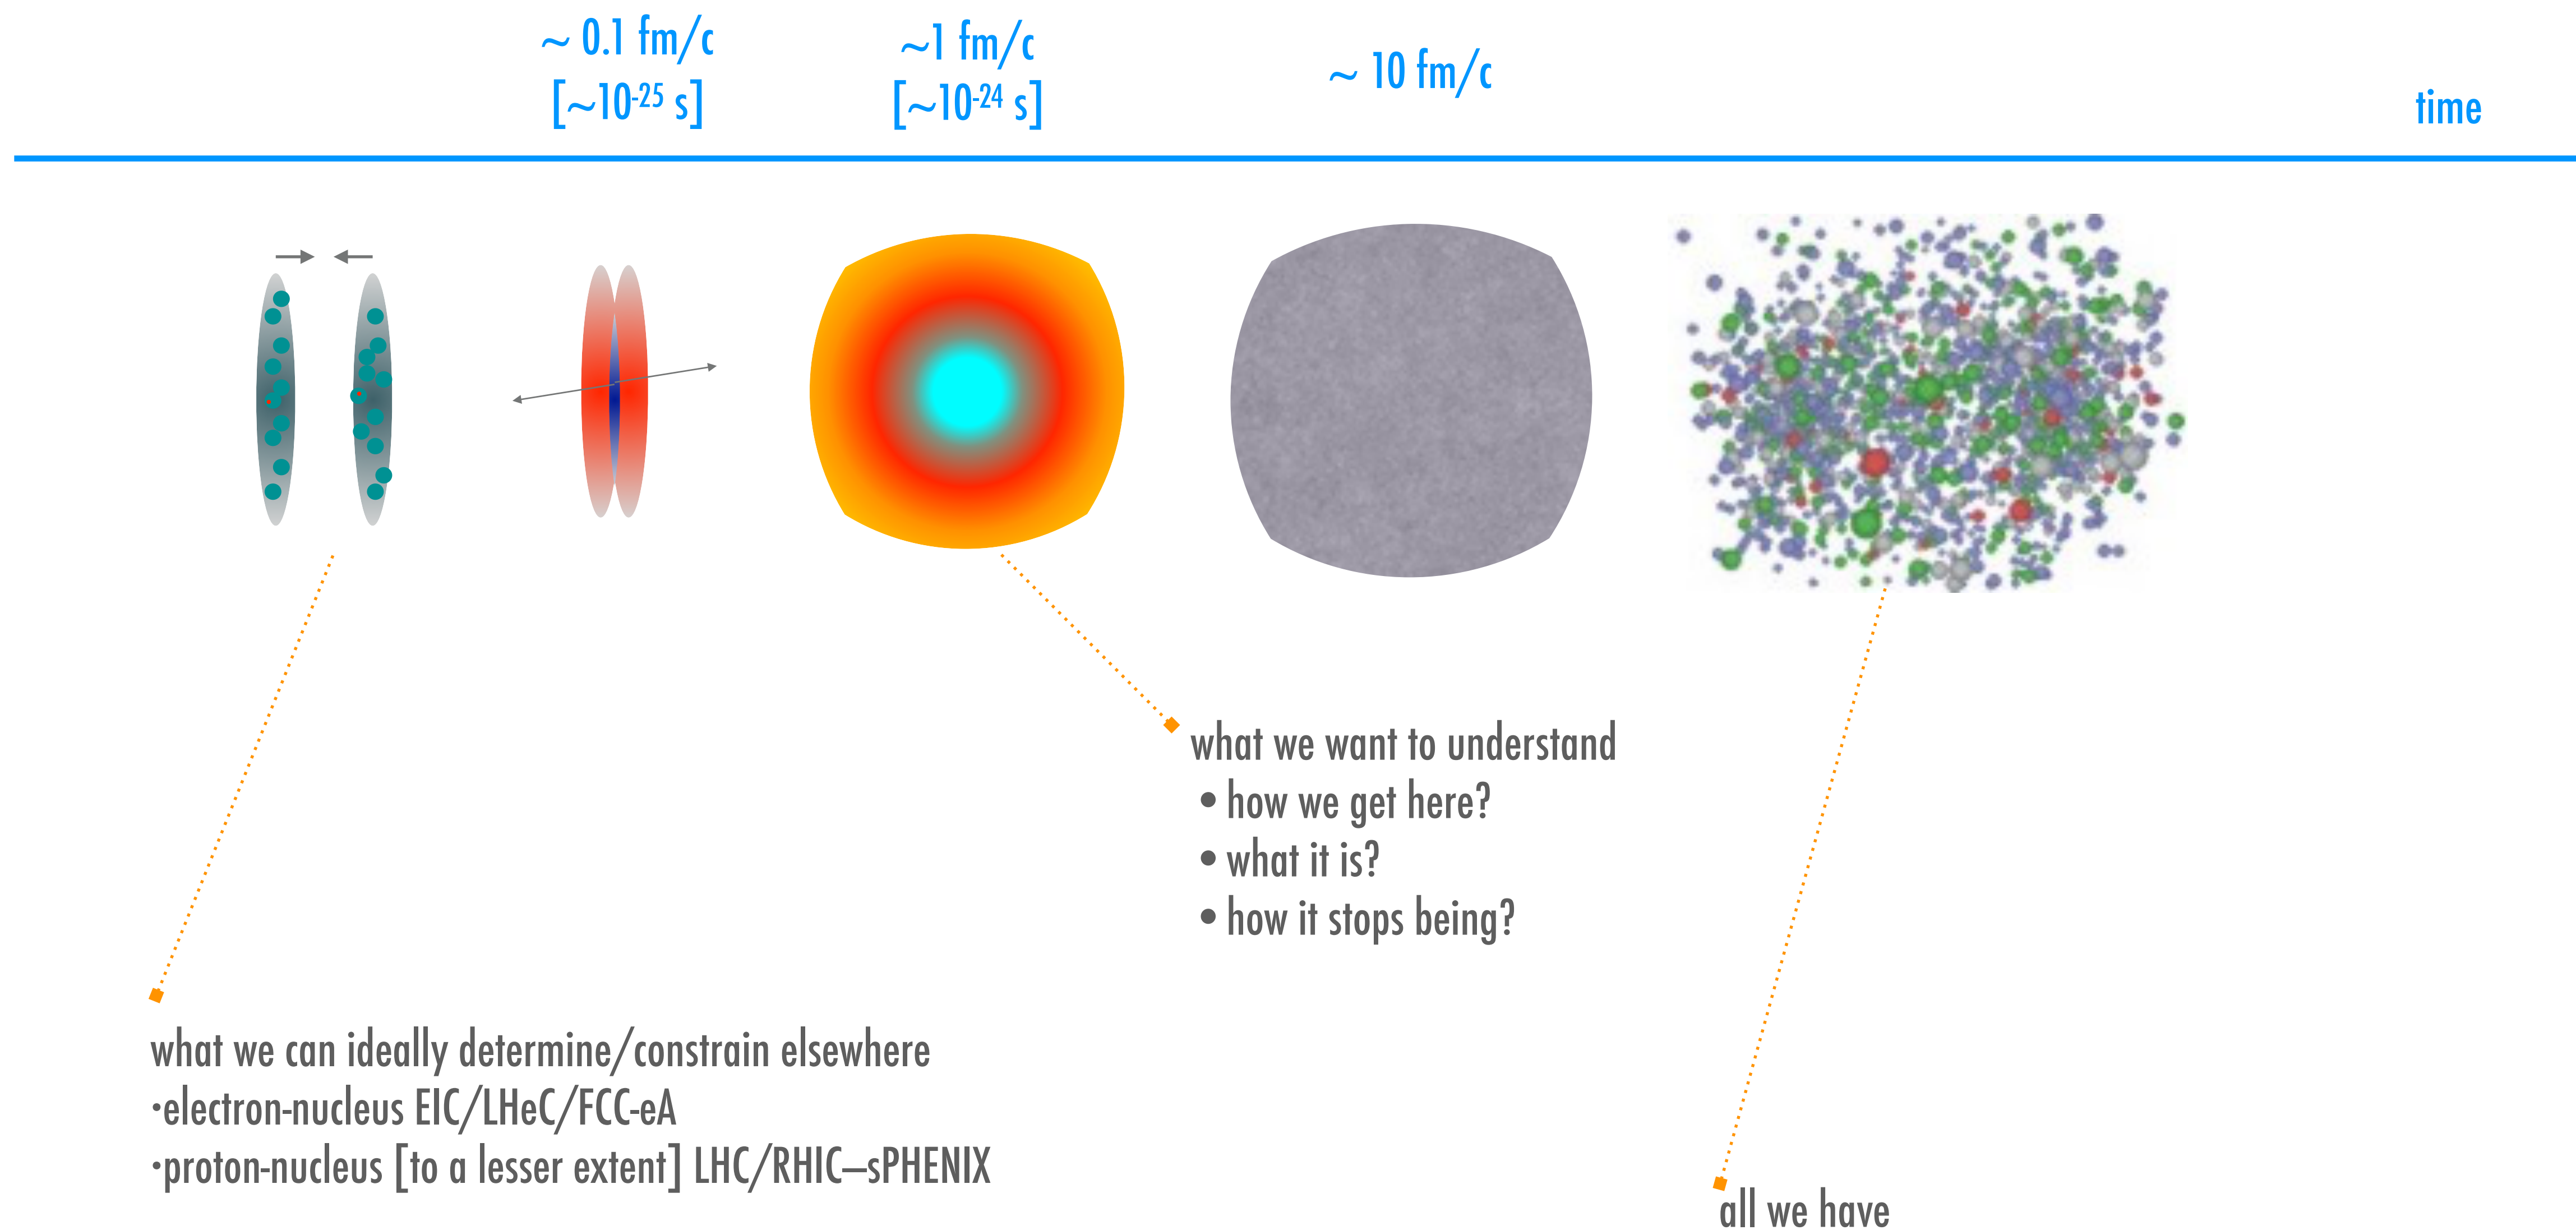 ~ 0.1 fm/c
[~10-25 s]
~1 fm/c
[~10-24 s]
~ 10 fm/c
time
what we want to understand
• how we get here?
• what it is?
• how it stops being?
what we can ideally determine/constrain elsewhere
·electron-nucleus EIC/LHeC/FCC-eA
·proton-nucleus [to a lesser extent] LHC/RHIC—sPHENIX
all we have